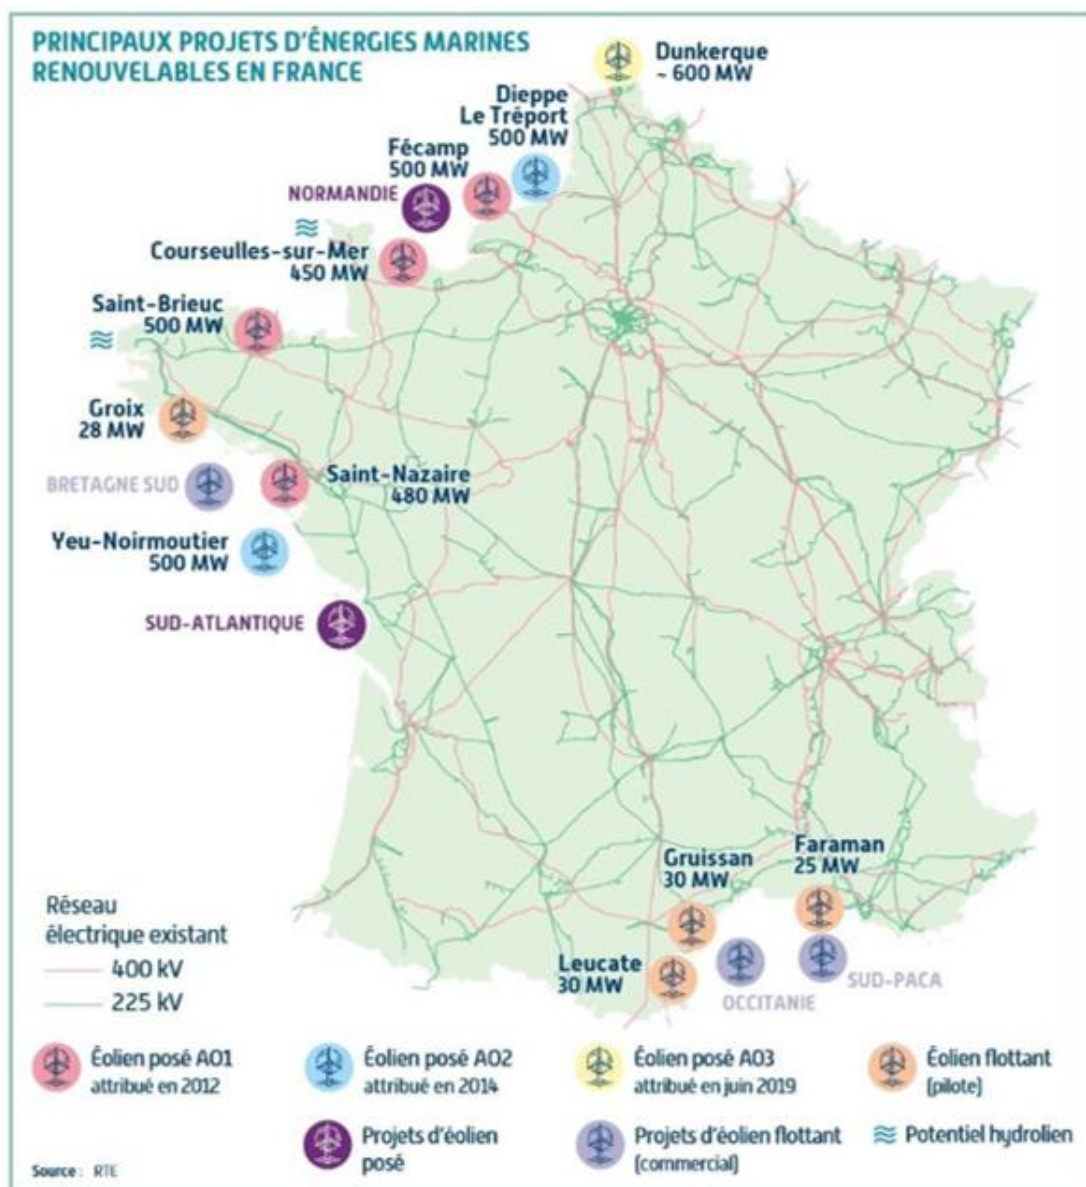 PRINCIPAUX PROJETS D'ÉNERGIES MARINES
RENOUVELABLES EN FRANCE
Dunkerque
~ 600 MW
Dieppe
Le Tréport
500 MW
Fécamp
500 MW
NORMANDIE
Courseulles-sur-Mer
450 MW
Saint-Brieuc
500 MW
Groix
28 MW
BRETAGNE SUD
Saint-Nazaire
480 MW
Yeu-Noirmoutier
500 MW
SUD-ATLANTIQUE
Gruissan
30 MW
Faraman
25 MW
Leucate
30 MW
OCCITANIE
SUD-PACA
Réseau
électrique existant
400 kV
225 kV
Éolien posé AO1
attribué en 2012
Éolien posé AO2
attribué en 2014
Éolien posé AO3
attribué en juin 2019
Éolien flottant
(pilote)
Projets d'éolien
posé
Projets d'éolien flottant
(commercial)
Potentiel hydrolien
Source : RTE